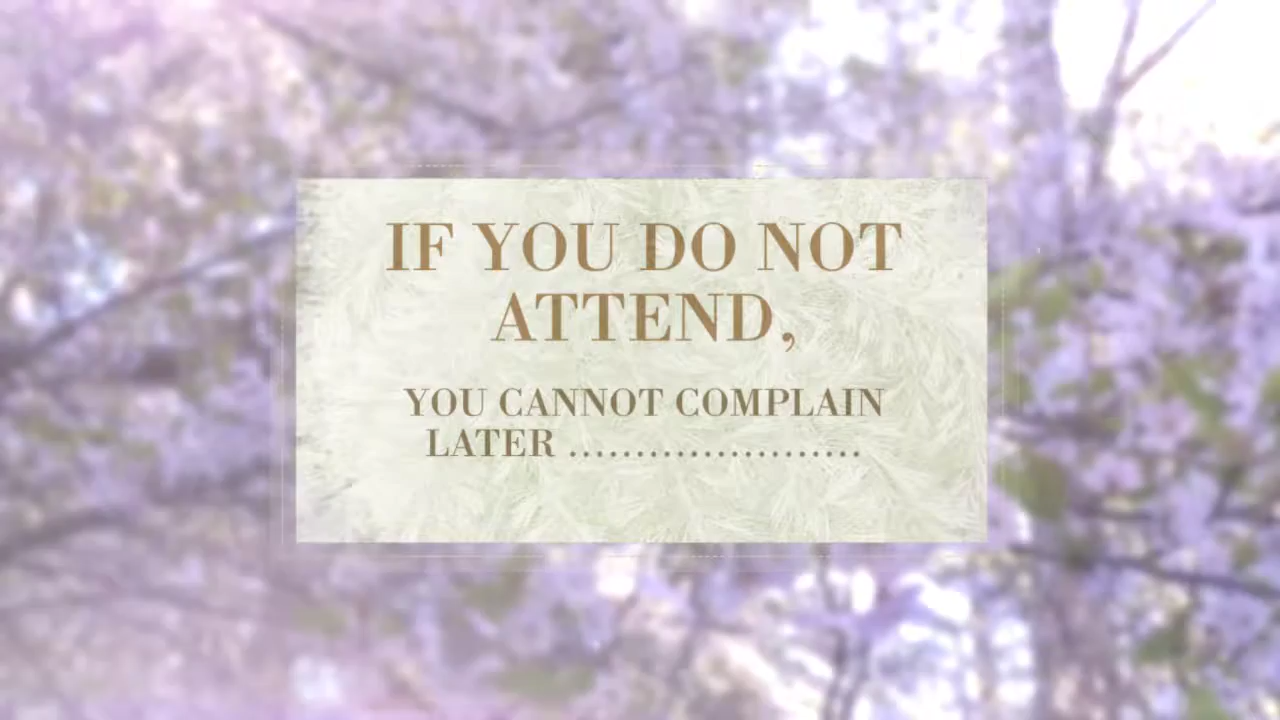 IF YOU DO NOT
ATTEND,
YOU CANNOT COMPLAIN
LATER ......................